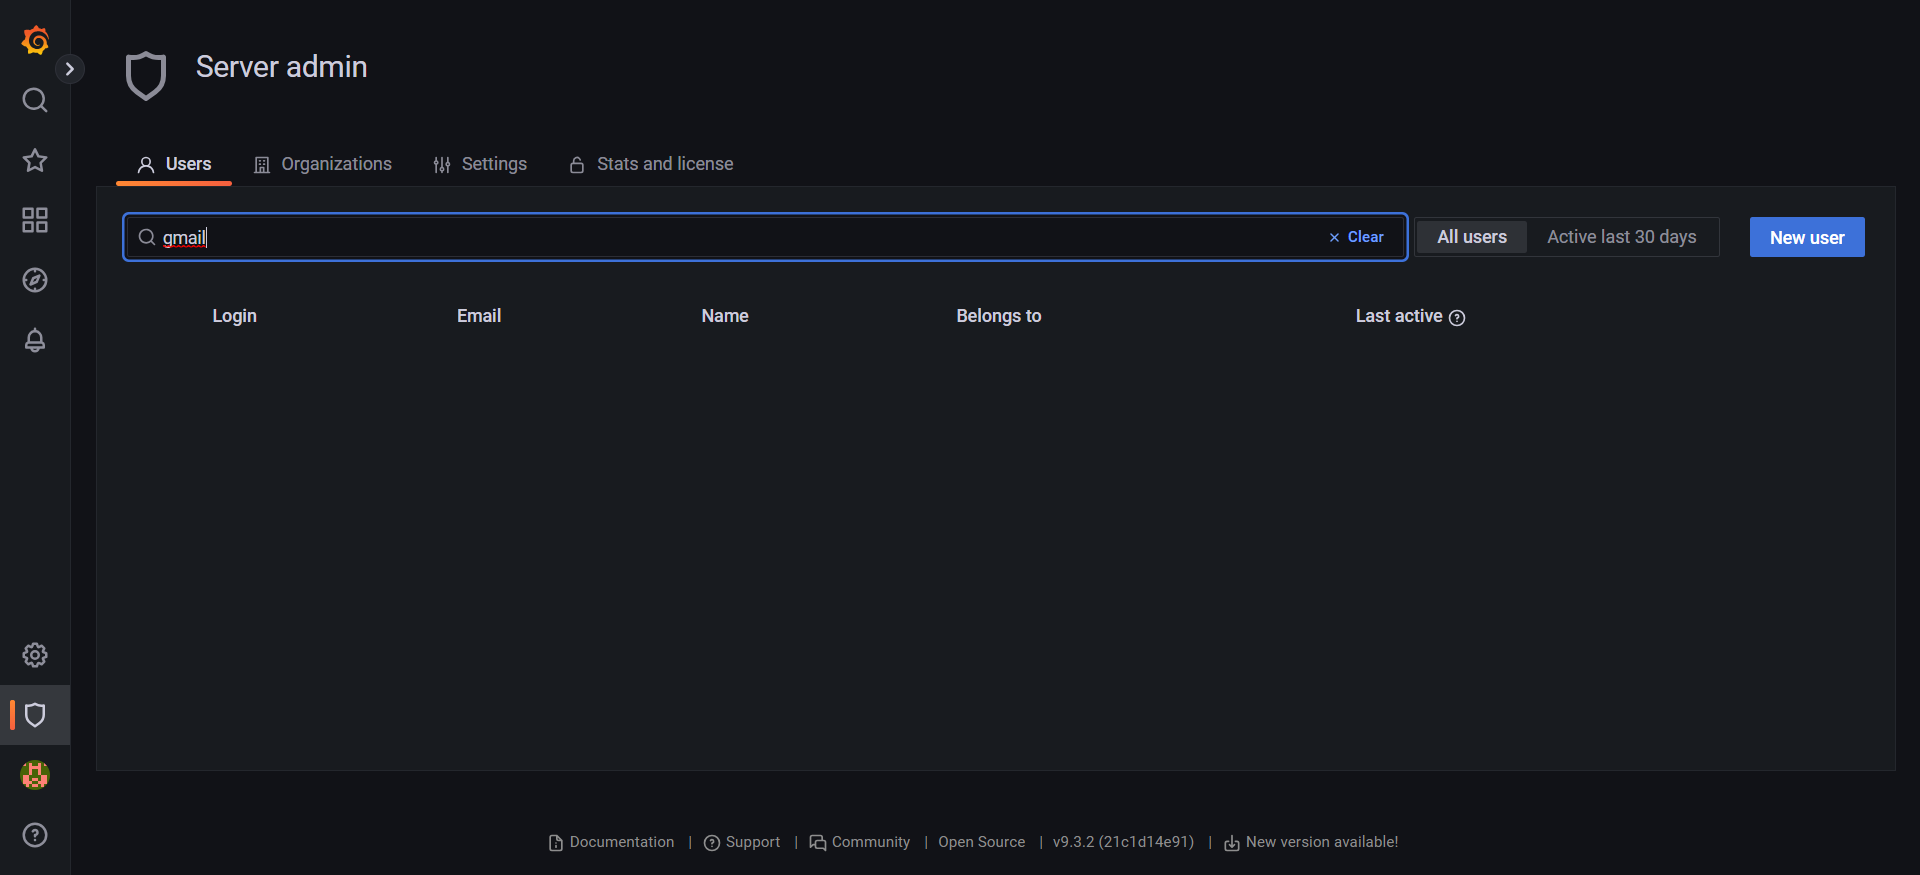 Server admin
Users Organizations Settings Stats and license
gmail Clear All users Active last 30 days New user
Login Email Name Belongs to Last active
Documentation | Support | Community | Open Source | v9.3.2 (21c1d14e91) | New version available!